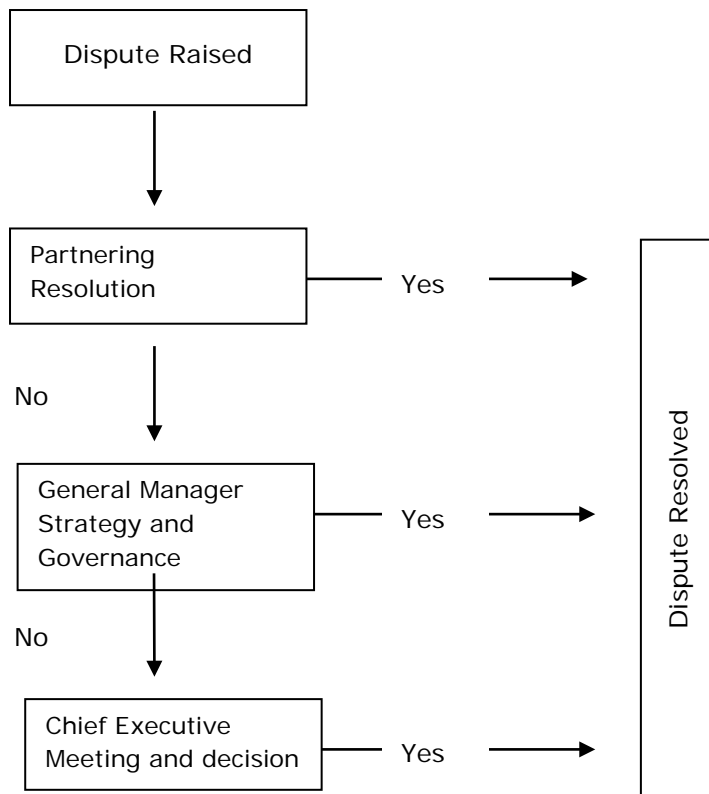 Dispute Raised
Partnering
Resolution
Yes
No
General Manager
Strategy and
Governance
Yes
No
Chief Executive
Meeting and decision
Yes
Dispute Resolved